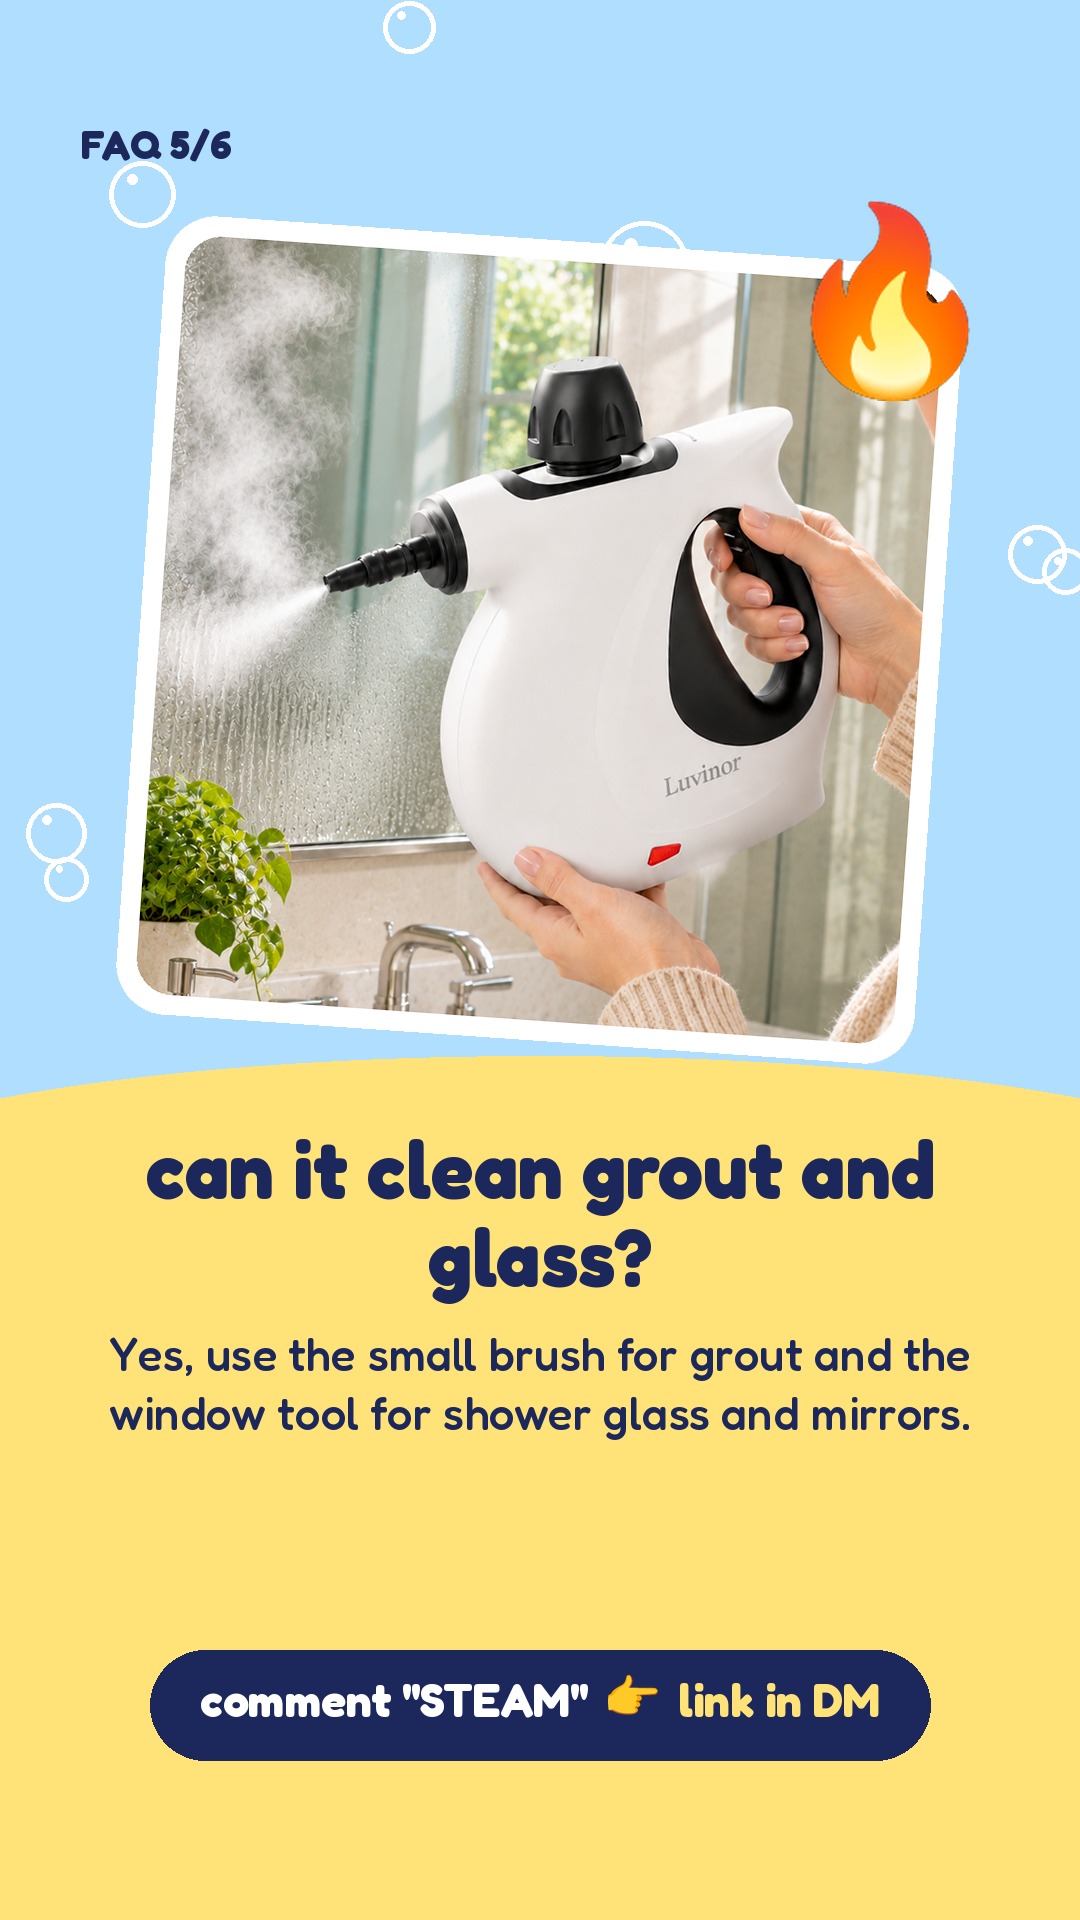 FAQ 5/6
Luvinor
can it clean grout and
glass?
Yes, use the small brush for grout and the
window tool for shower glass and mirrors.
comment "STEAM" 👉 link in DM